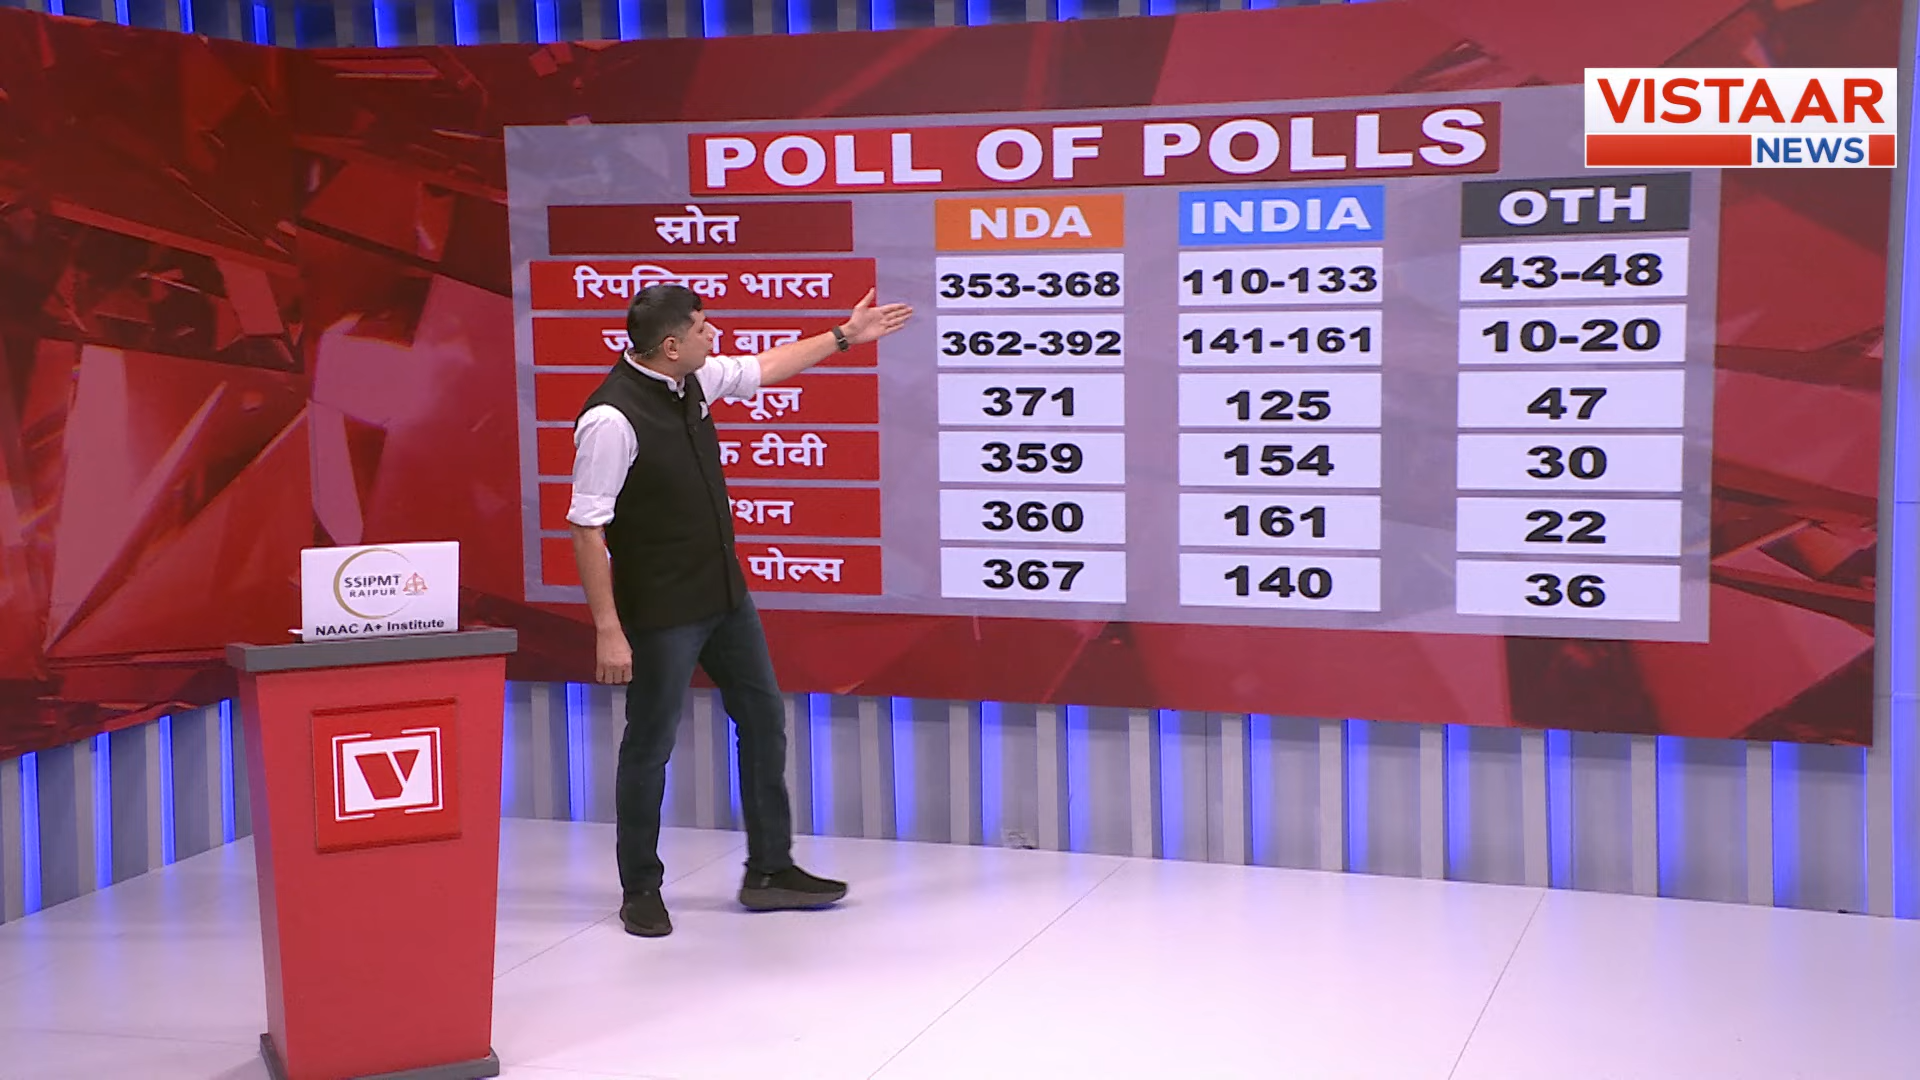 VISTAAR
NEWS
POLL OF POLLS
स्रोत NDA INDIA OTH
भारत 353-368 110-133 43-48
बात 362-392 141-161 10-20
371 125 47
टीवी 359 154 30
360 161 22
पोल्स 367 140 36
SSIPMT
RAIPUR
NAAC A+ Institute
V